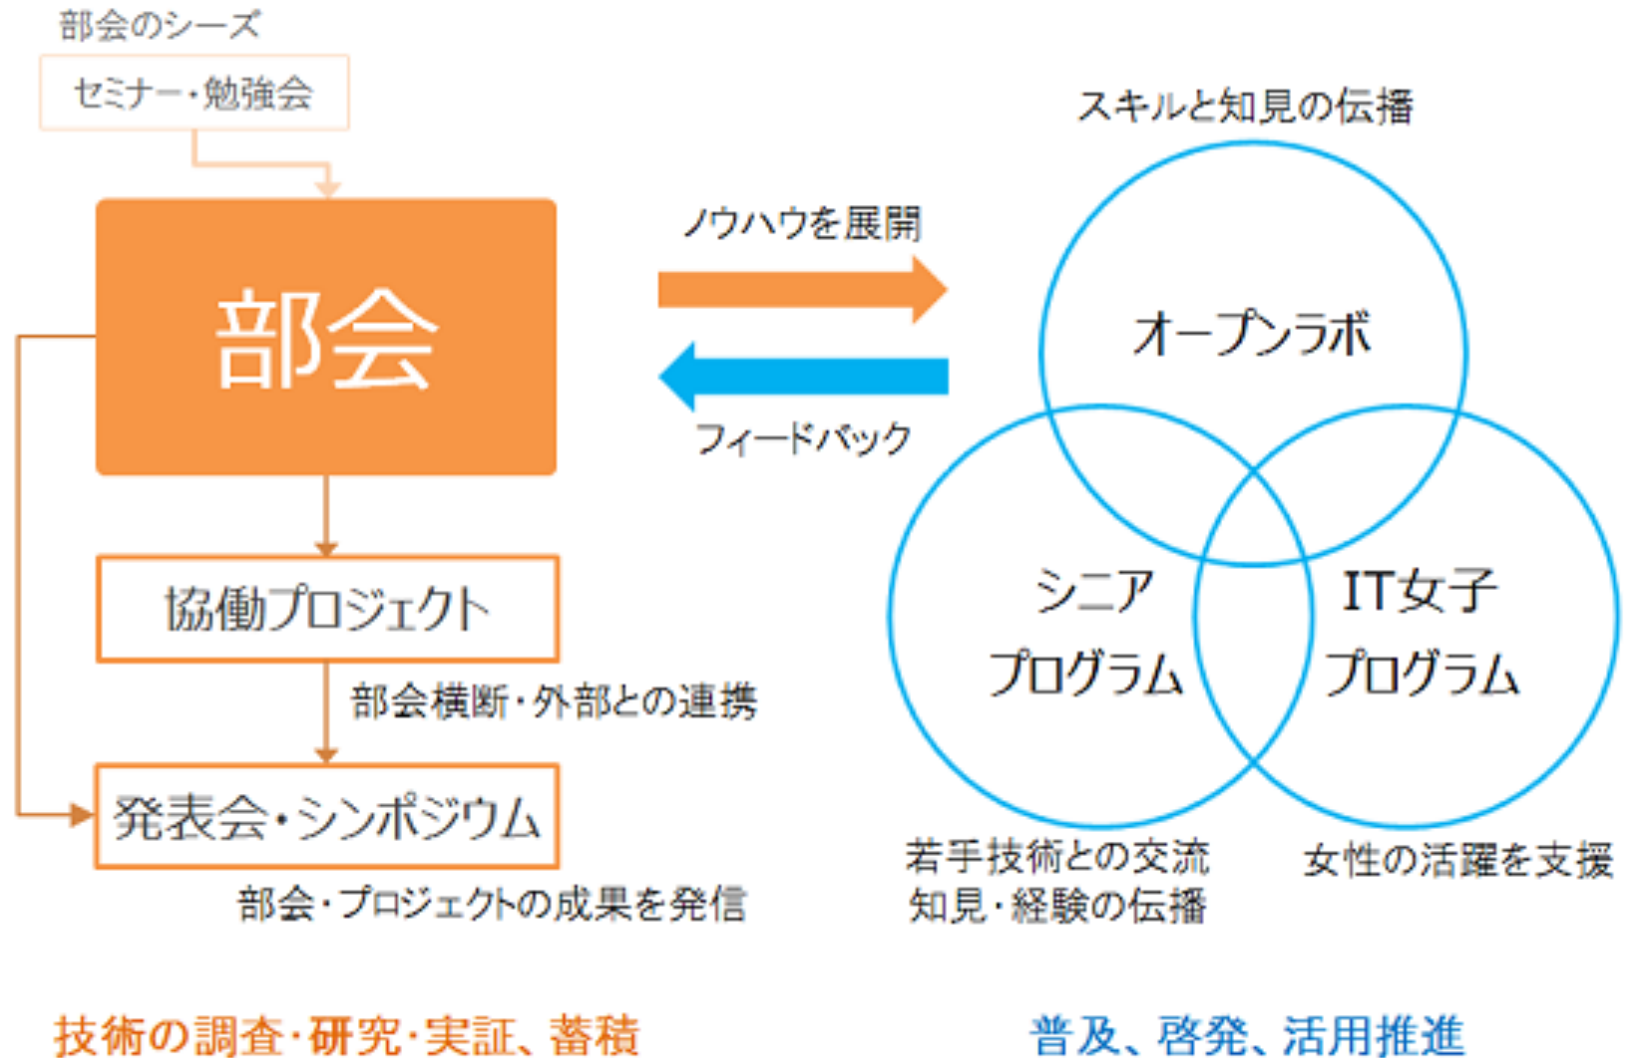 部会のシーズ
セミナー・勉強会
部会
協働プロジェクト
部会横断・外部との連携
発表会・シンポジウム
部会・プロジェクトの成果を発信
技術の調査・研究・実証、蓄積
ノウハウを展開
フィードバック
スキルと知見の伝播
オープンラボ
シニア
プログラム
IT女子
プログラム
若手技術との交流
知見・経験の伝播
女性の活躍を支援
普及、啓発、活用推進